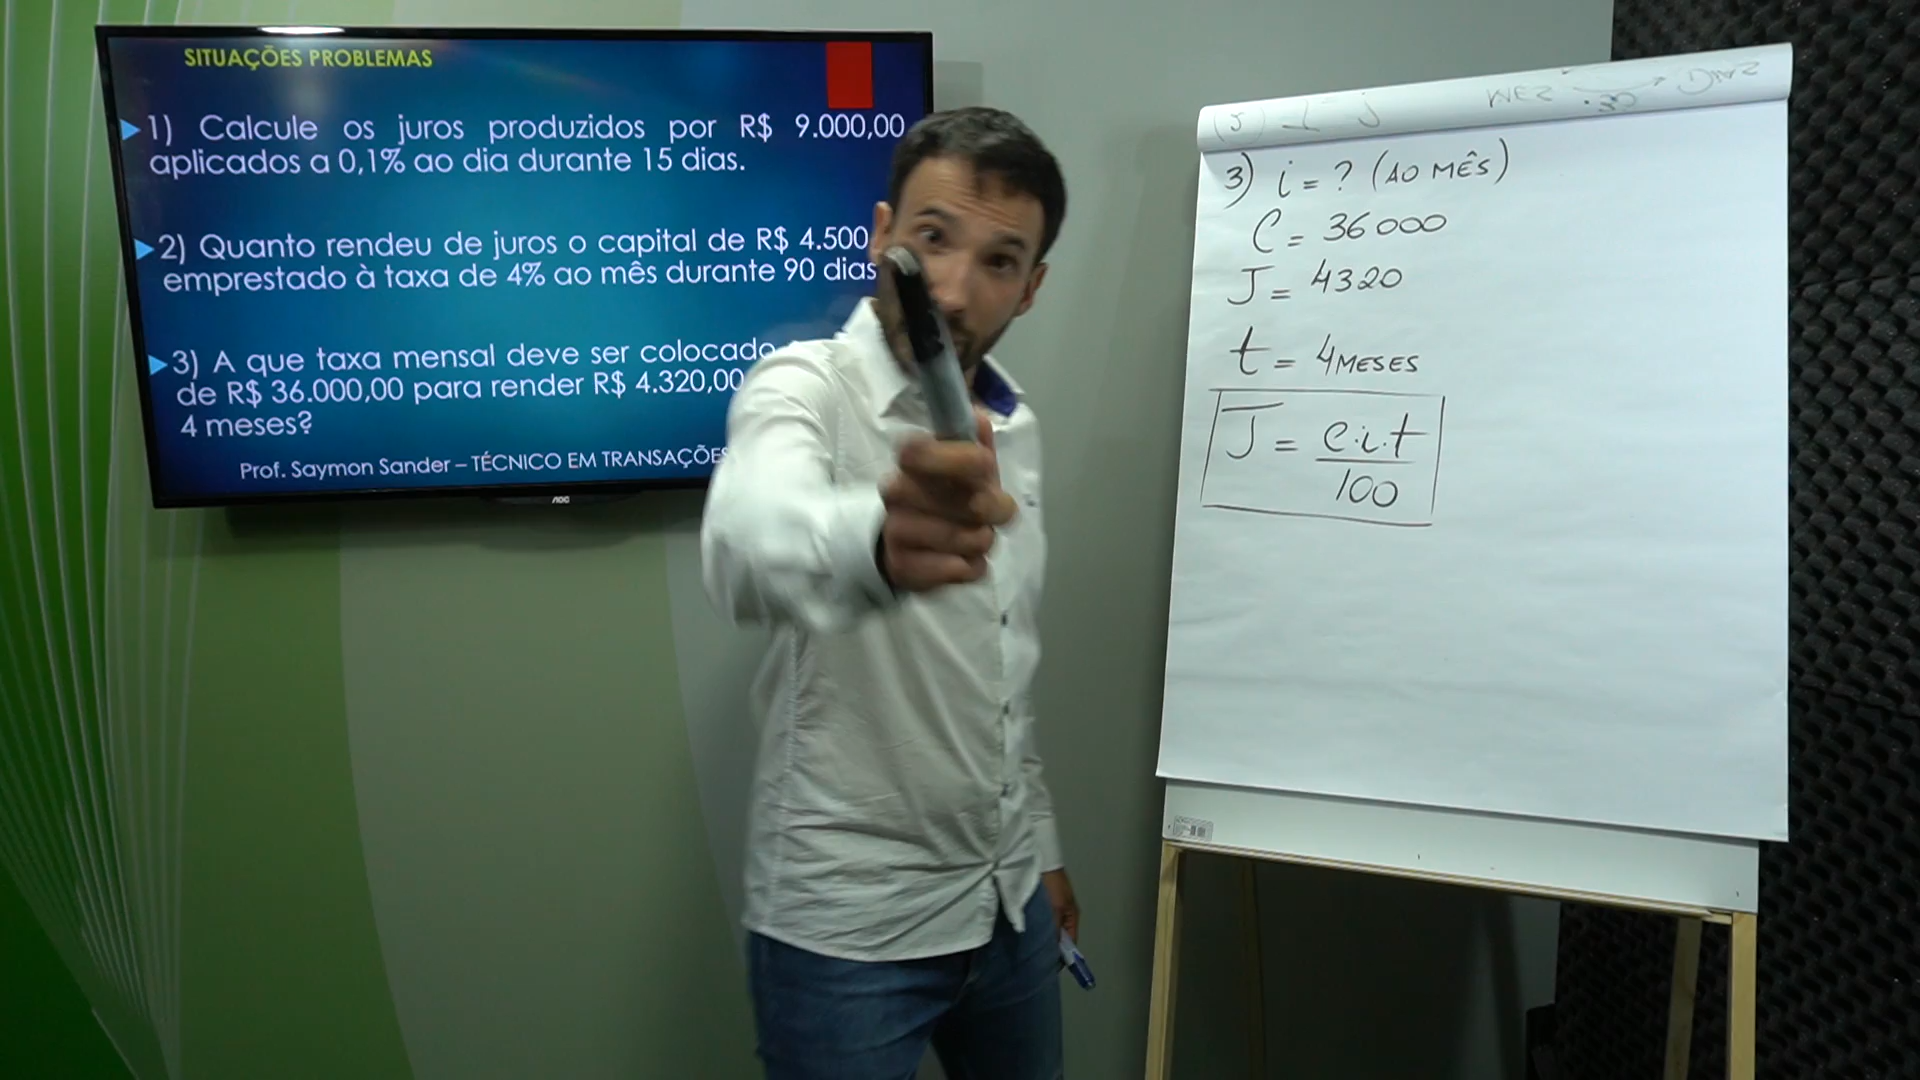 SITUAÇÕES PROBLEMAS
1) Calcule os juros produzidos por R$ 9.000,00
aplicados a 0,1% ao dia durante 15 dias.
2) Quanto rendeu de juros o capital de R$ 4.500
emprestado à taxa de 4% ao mês durante 90 dias
3) A que taxa mensal deve ser colocado
de R$ 36.000,00 para render R$ 4.320,00
4 meses?
Prof. Saymon Sander – TÉCNICO EM TRANSAÇÕES
AOC
3) i = ? (AO MÊS)
C = 36000
J = 4320
t = 4 MESES
J = C.i.t
100